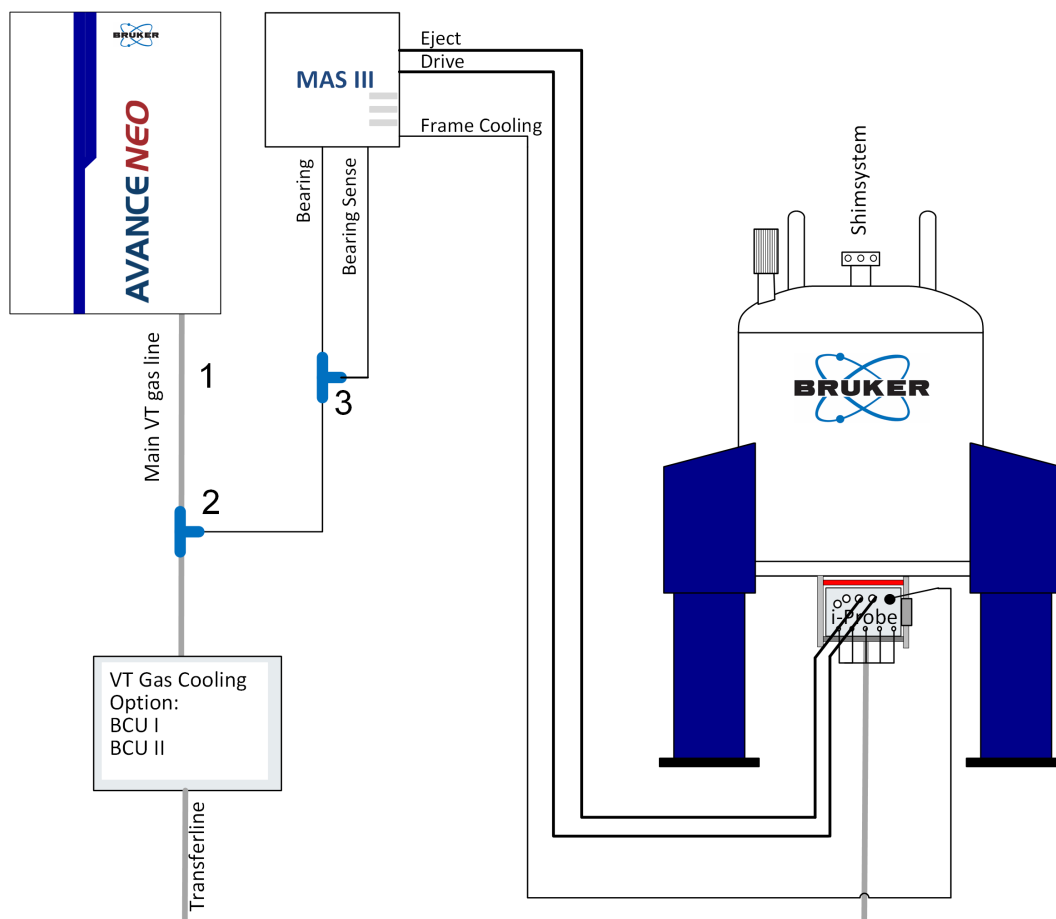 BRUKER
AVANCE NEO
MAS III
Eject
Drive
Frame Cooling
Bearing
Bearing Sense
Shimsystem
Main VT gas line
1
2
3
BRUKER
i-Probe
VT Gas Cooling
Option:
BCU I
BCU II
Transferline